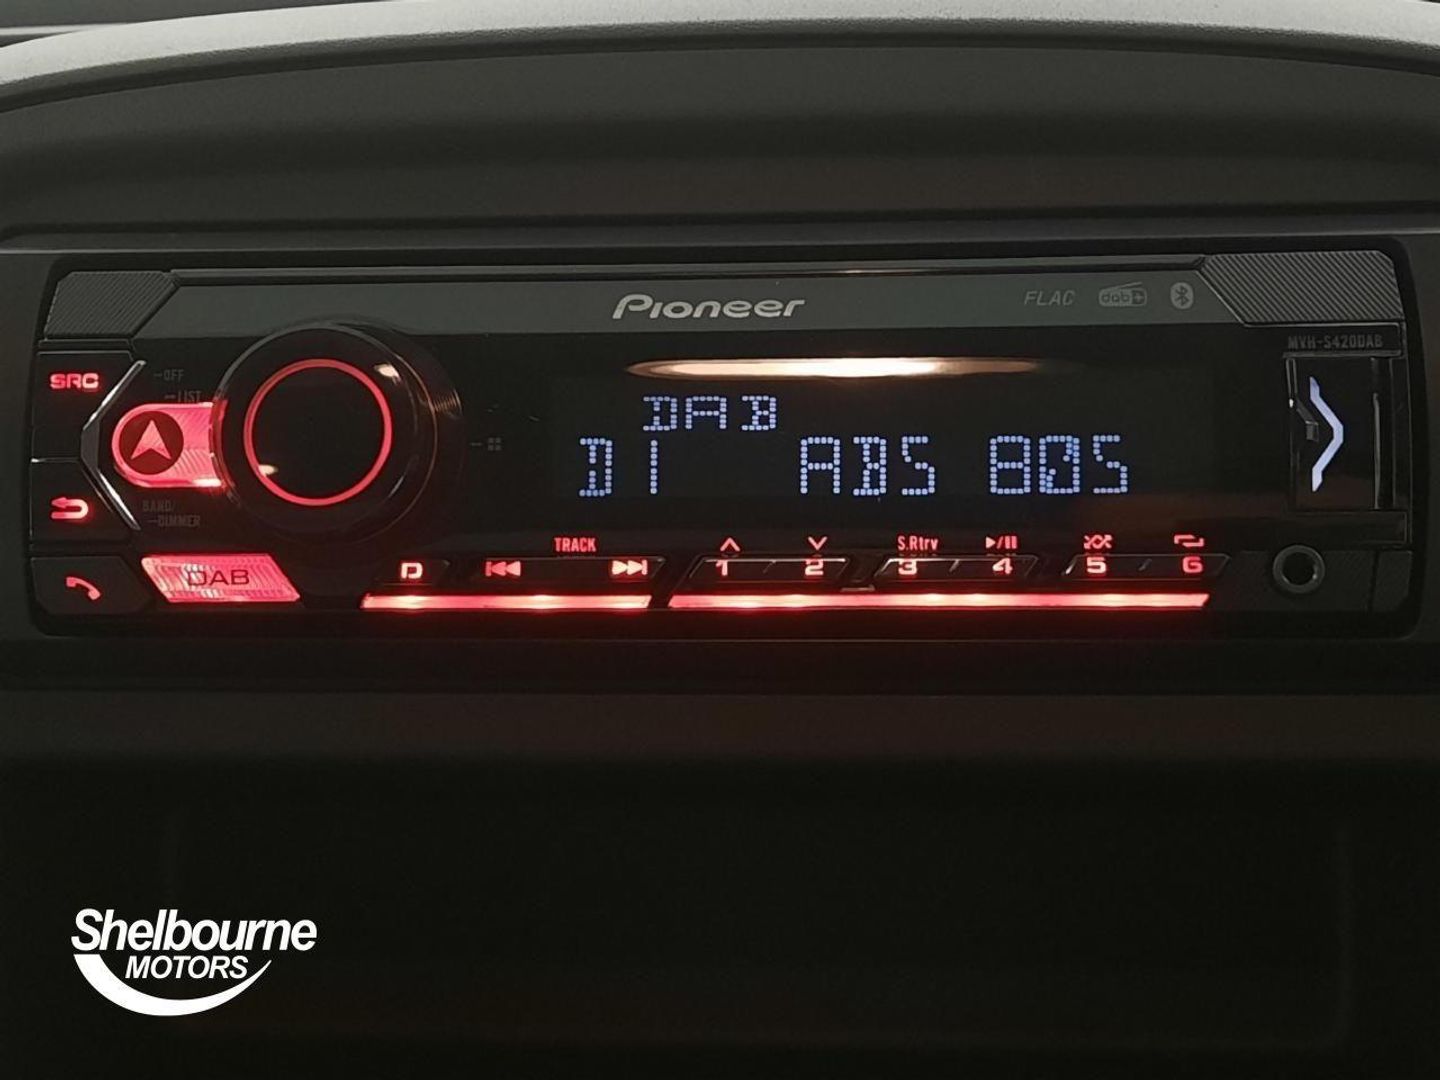 Pioneer
FLAC dab+
MVH-S420DAB
SRC
OFF
LIST
DAB
D1 ABS 80S
BAND/
DIMMER
TRACK
S.Rtrv
DAB
D 1 2 3 4 5 6
Shelbourne
MOTORS